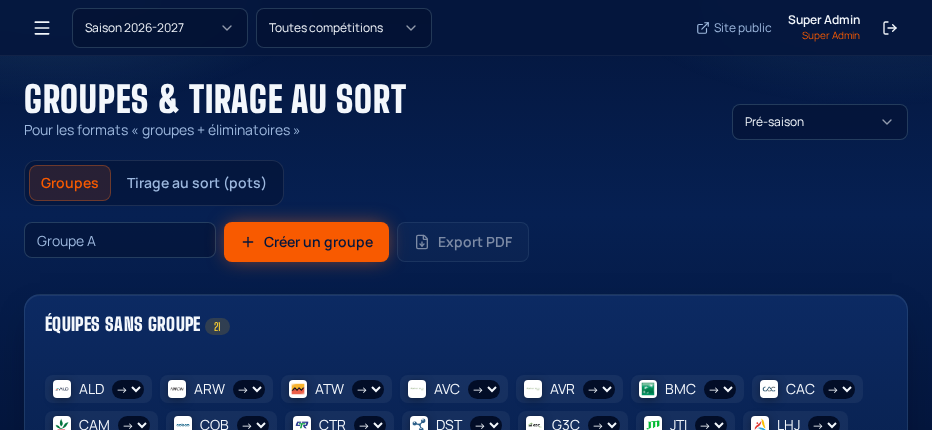 Saison 2026-2027
Toutes compétitions
Site public
Super Admin
Super Admin
GROUPES & TIRAGE AU SORT
Pour les formats « groupes + éliminatoires »
Pré-saison
Groupes
Tirage au sort (pots)
Groupe A
Créer un groupe
Export PDF
ÉQUIPES SANS GROUPE 21
ALD → ARW → ATW → AVC → AVR → BMC → CAC →
CAM → COB → CTR → DST → G3C → JTI → LHJ →